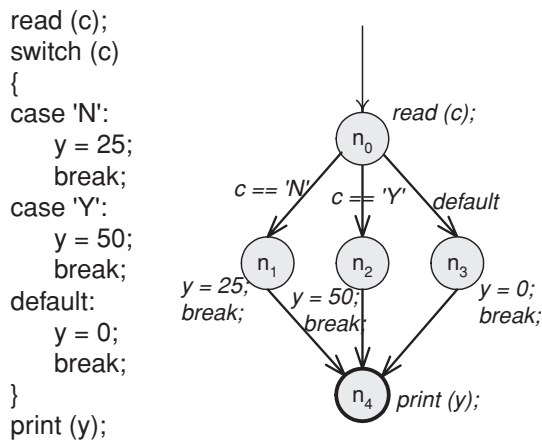 read (c);
switch (c)
{
case 'N':
y = 25;
break;
case 'Y':
y = 50;
break;
default:
y = 0;
break;
}
print (y);
read (c);
n0
c == 'N'
c == 'Y'
default
n1
n2
n3
y = 25;
break;
y = 50;
break;
y = 0;
break;
n4
print (y);